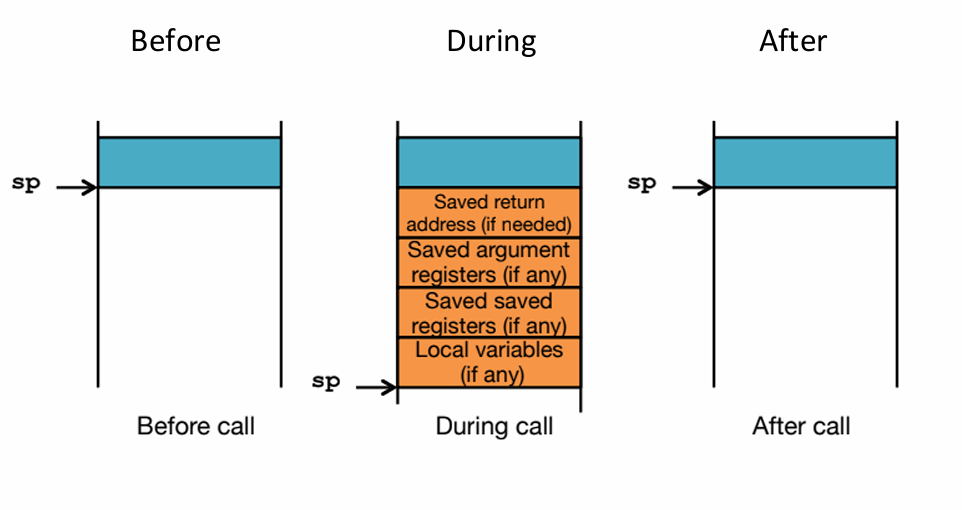 Before
During
After
sp
sp
Saved return
address (if needed)
Saved argument
registers (if any)
Saved saved
registers (if any)
Local variables
(if any)
sp
Before call
During call
After call